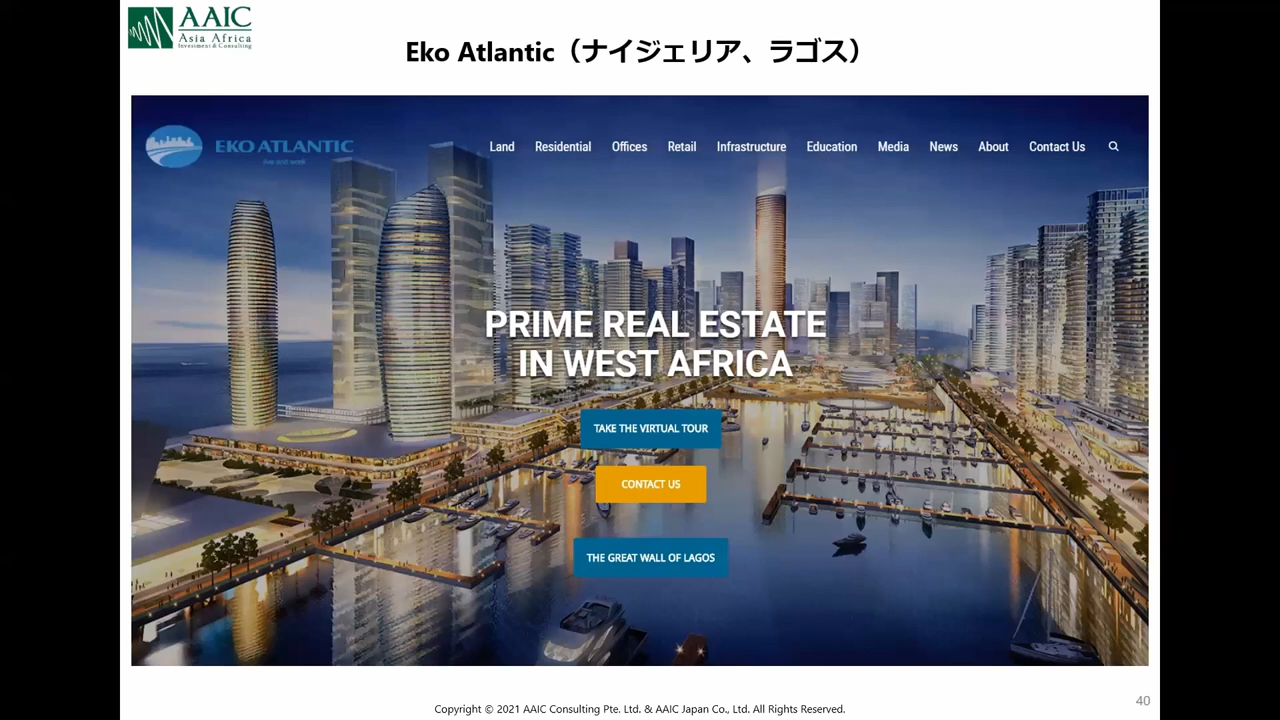 AAIC
Asia Africa
Investment & Consulting
Eko Atlantic（ナイジェリア、ラゴス）
EKO ATLANTIC
live and work
Land Residential Offices Retail Infrastructure Education Media News About Contact Us
PRIME REAL ESTATE
IN WEST AFRICA
TAKE THE VIRTUAL TOUR
CONTACT US
THE GREAT WALL OF LAGOS
40
Copyright © 2021 AAIC Consulting Pte. Ltd. & AAIC Japan Co., Ltd. All Rights Reserved.